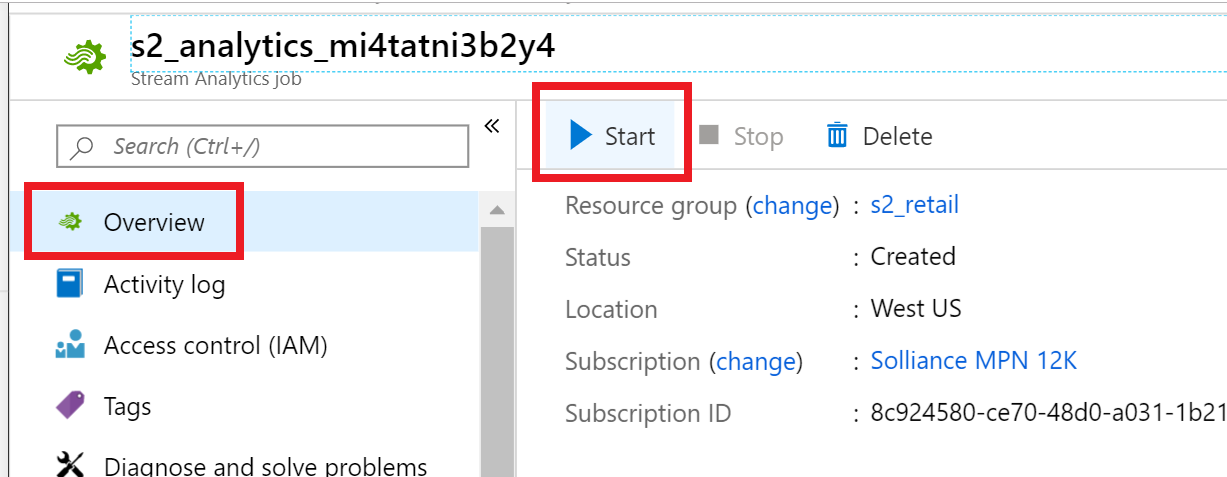 s2_analytics_mi4tatni3b2y4
Stream Analytics job
Search (Ctrl+/)
«
Overview
Activity log
Access control (IAM)
Tags
Diagnose and solve problems
Start
Stop
Delete
Resource group (change) : s2_retail
Status : Created
Location : West US
Subscription (change) : Solliance MPN 12K
Subscription ID : 8c924580-ce70-48d0-a031-1b21